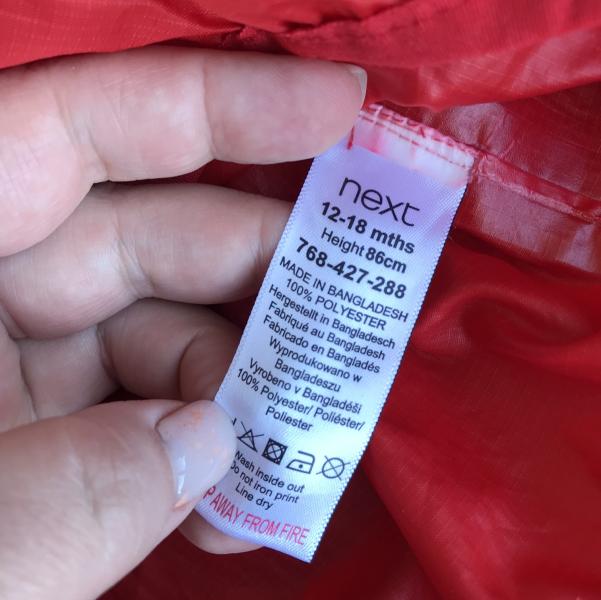 next
12-18 mths
Height 86cm
768-427-288
MADE IN BANGLADESH
100% POLYESTER
Hergestellt in Bangladesch
Fabriqué au Bangladesh
Fabricado en Bangladés
Wyprodukowano w
Bangladeszu
Vyrobeno v Bangladéši
100% Polyester/ Poliéster/
Poliester
Wash inside out
Do not iron print
Line dry
AWAY FROM FIRE